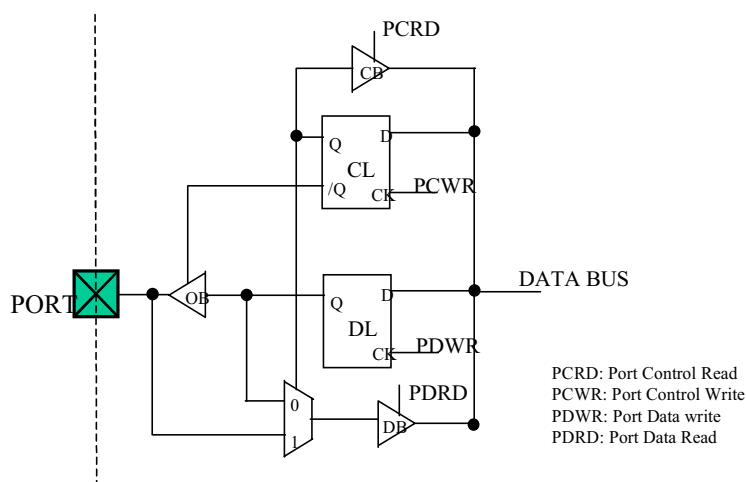 PCRD
CB
Q
D
CL
/Q
CK
PCWR
PORT
OB
Q
D
DATA BUS
DL
CK
PDWR
0
PDRD
1
DB
PCRD: Port Control Read
PCWR: Port Control Write
PDWR: Port Data write
PDRD: Port Data Read